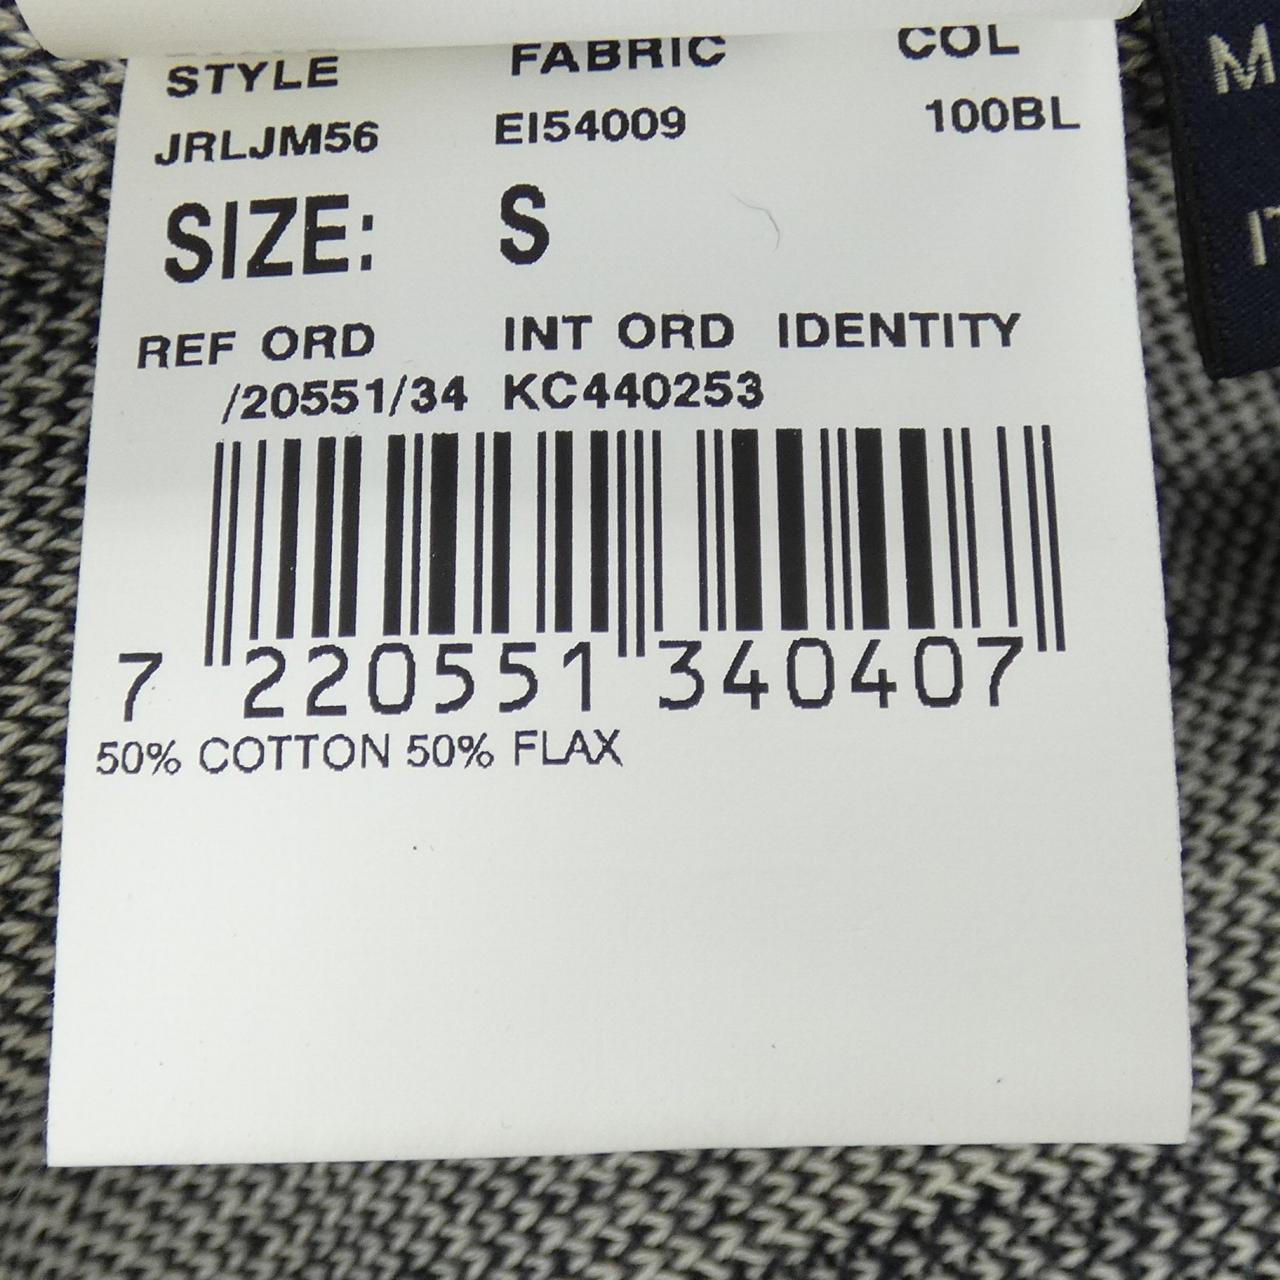 STYLE FABRIC COL
JRLJM56 EI54009 100BL
SIZE: S
REF ORD INT ORD IDENTITY
/20551/34 KC440253
7 220551 340407
50% COTTON 50% FLAX